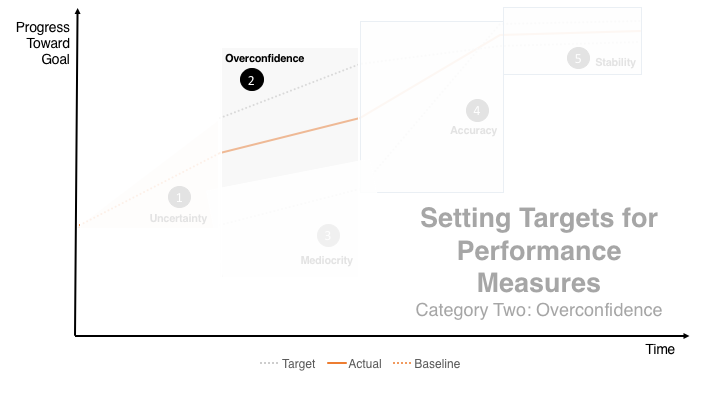 Progress
Toward
Goal
Overconfidence
2
5 Stability
4
Accuracy
1
Uncertainty
3
Mediocrity
Setting Targets for
Performance
Measures
Category Two: Overconfidence
Time
Target Actual Baseline